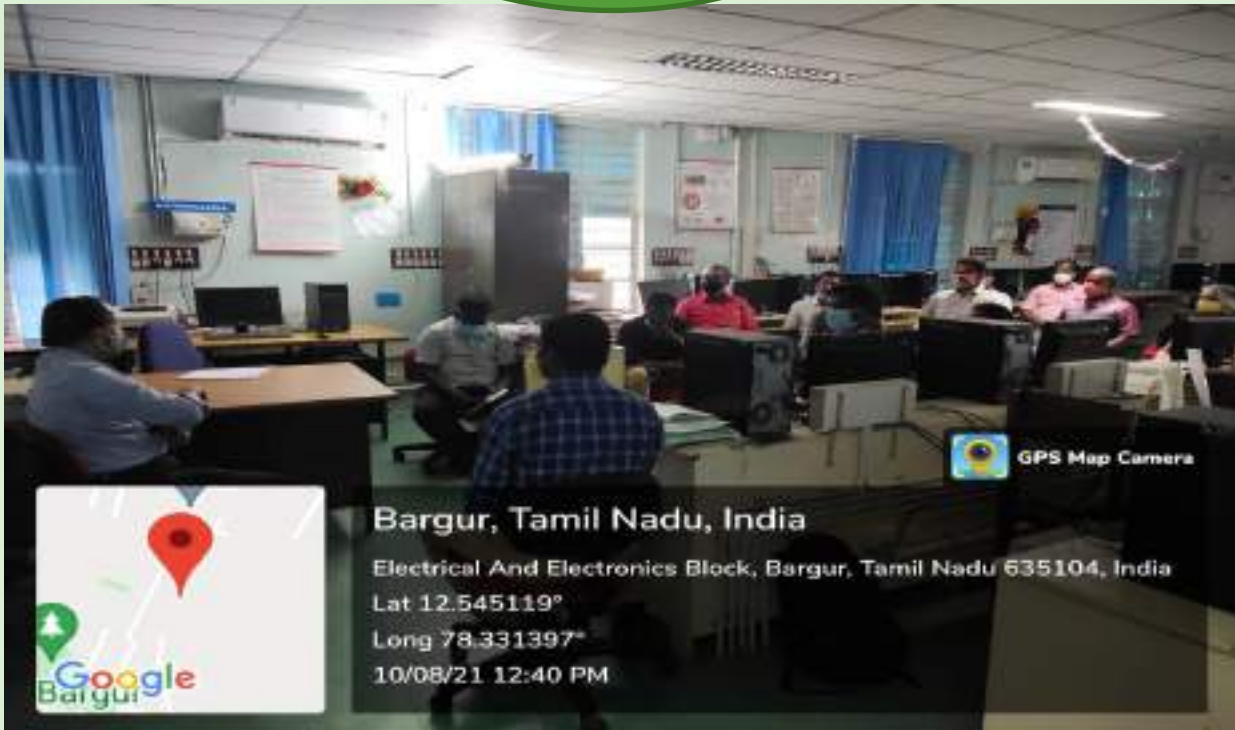 GPS Map Camera
Bargur, Tamil Nadu, India
Electrical And Electronics Block, Bargur, Tamil Nadu 635104, India
Lat 12.545119°
Long 78.331397°
10/08/21 12:40 PM
Google
Bargur